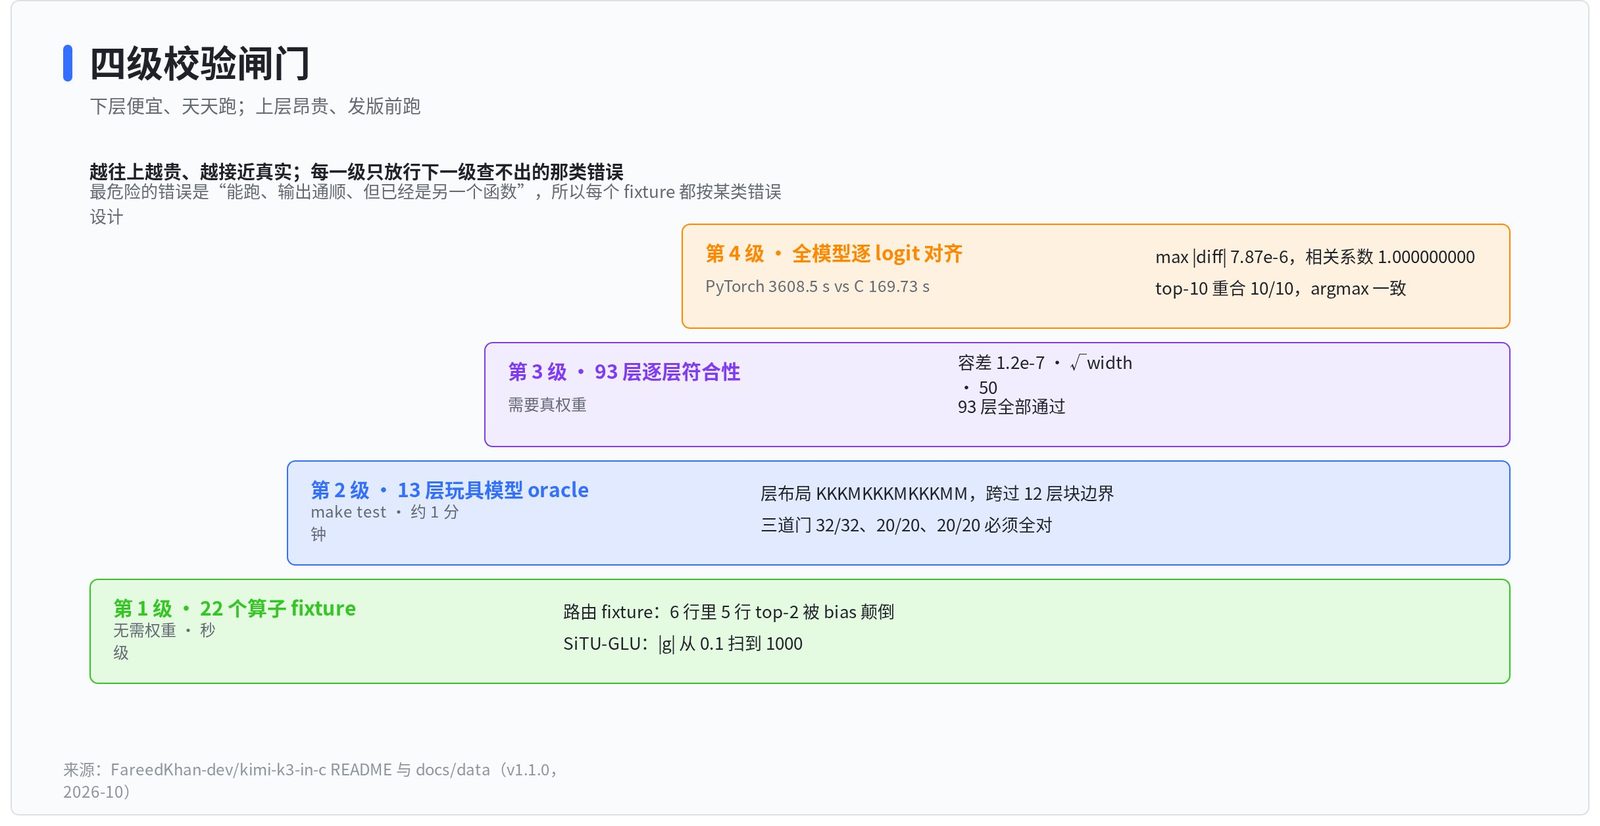 四级校验闸门
下层便宜、天天跑；上层昂贵、发版前跑
越往上越贵、越接近真实；每一级只放行下一级查不出的那类错误
最危险的错误是“能跑、输出通顺、但已经是另一个函数”，所以每个 fixture 都按某类错误
设计
第 4 级 · 全模型逐 logit 对齐
PyTorch 3608.5 s vs C 169.73 s
max |diff| 7.87e-6，相关系数 1.000000000
top-10 重合 10/10，argmax 一致
第 3 级 · 93 层逐层符合性
需要真权重
容差 1.2e-7 · √width
· 50
93 层全部通过
第 2 级 · 13 层玩具模型 oracle
make test · 约 1 分
钟
层布局 KKKMKKKMKKKMM，跨过 12 层块边界
三道门 32/32、20/20、20/20 必须全对
第 1 级 · 22 个算子 fixture
无需权重 · 秒
级
路由 fixture：6 行里 5 行 top-2 被 bias 颠倒
SiTU-GLU：|g| 从 0.1 扫到 1000
来源：FareedKhan-dev/kimi-k3-in-c README 与 docs/data（v1.1.0，
2026-10）